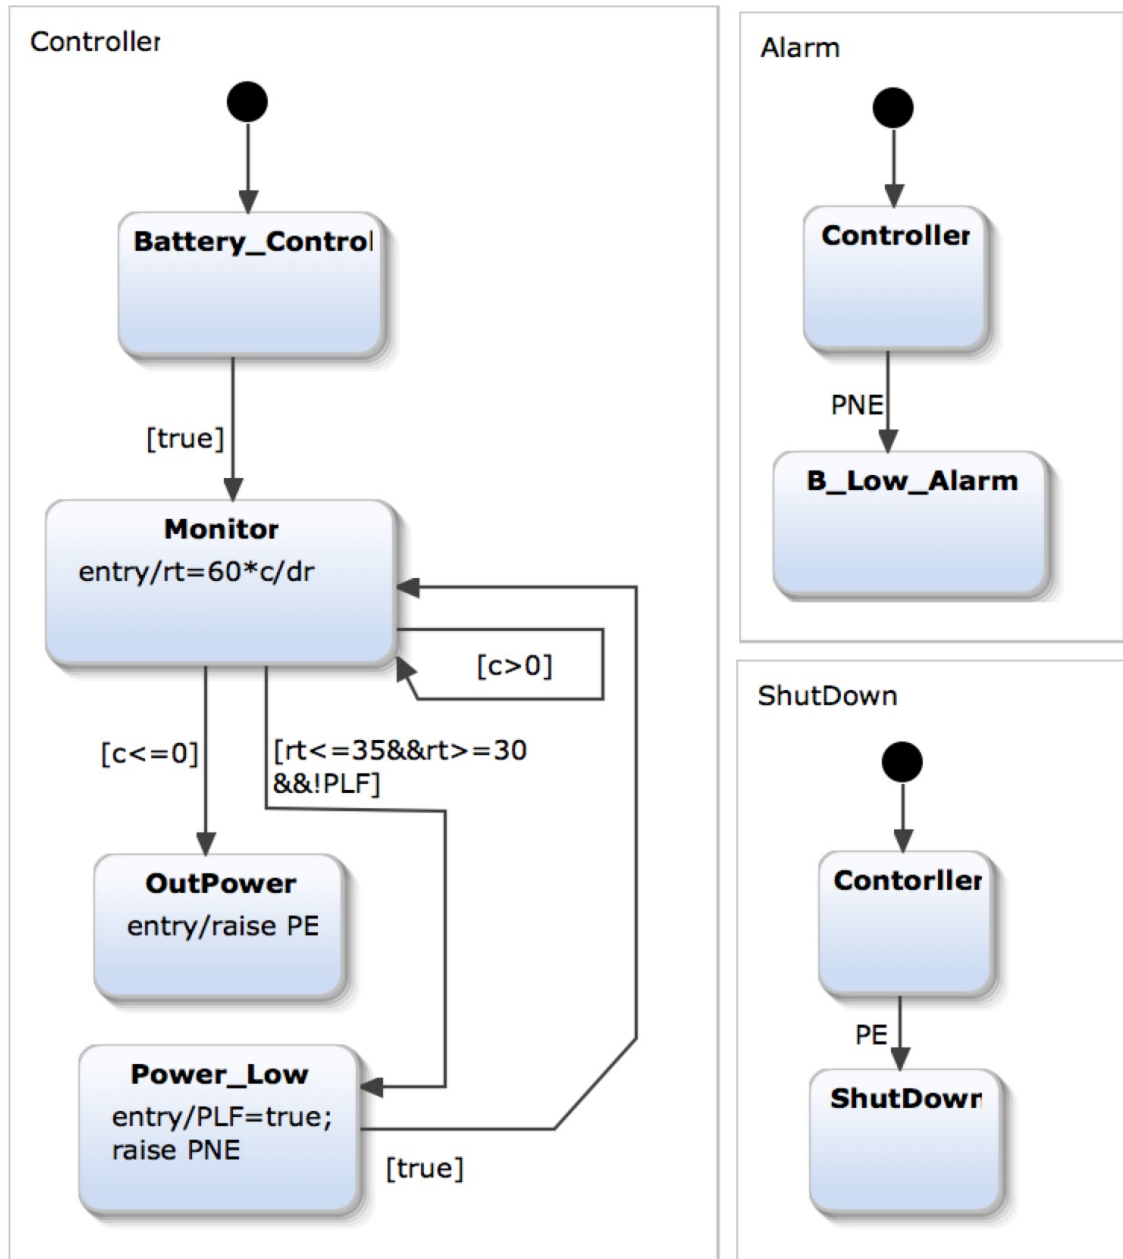 Controller
Battery_Control
[true]
Monitor
entry/rt=60*c/dr
[c>0]
[c<=0]
[rt<=35&&rt>=30
&&!PLF]
OutPower
entry/raise PE
Power_Low
entry/PLF=true;
raise PNE
[true]
Alarm
Controller
PNE
B_Low_Alarm
ShutDown
Contorller
PE
ShutDown